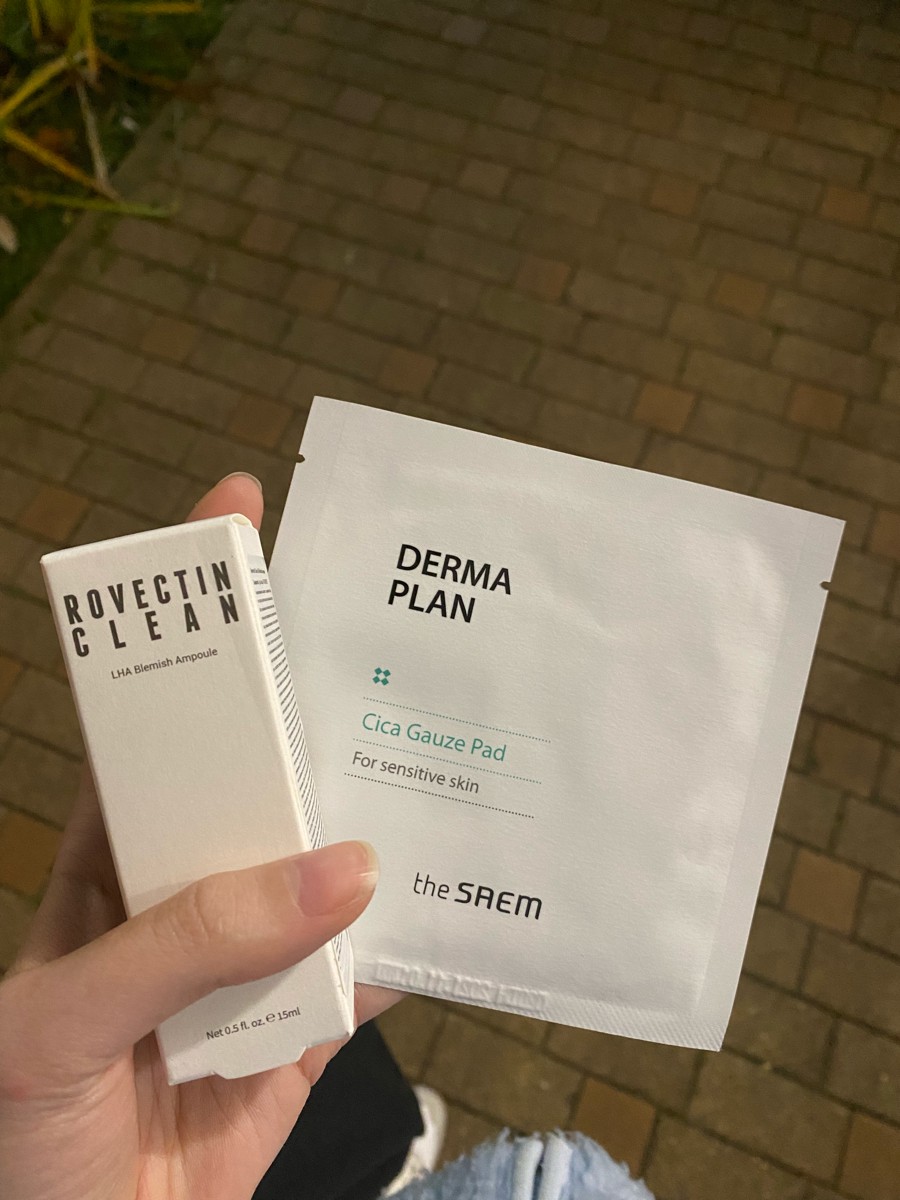 ROVECTIN
CLEAN
LHA Blemish Ampoule
Net 0.5 fl. oz. ℮ 15ml
DERMA
PLAN
Cica Gauze Pad
For sensitive skin
the SAEM